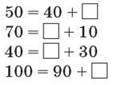 50 = 40 + □
70 = □ + 10
40 = □ + 30
100 = 90 + □